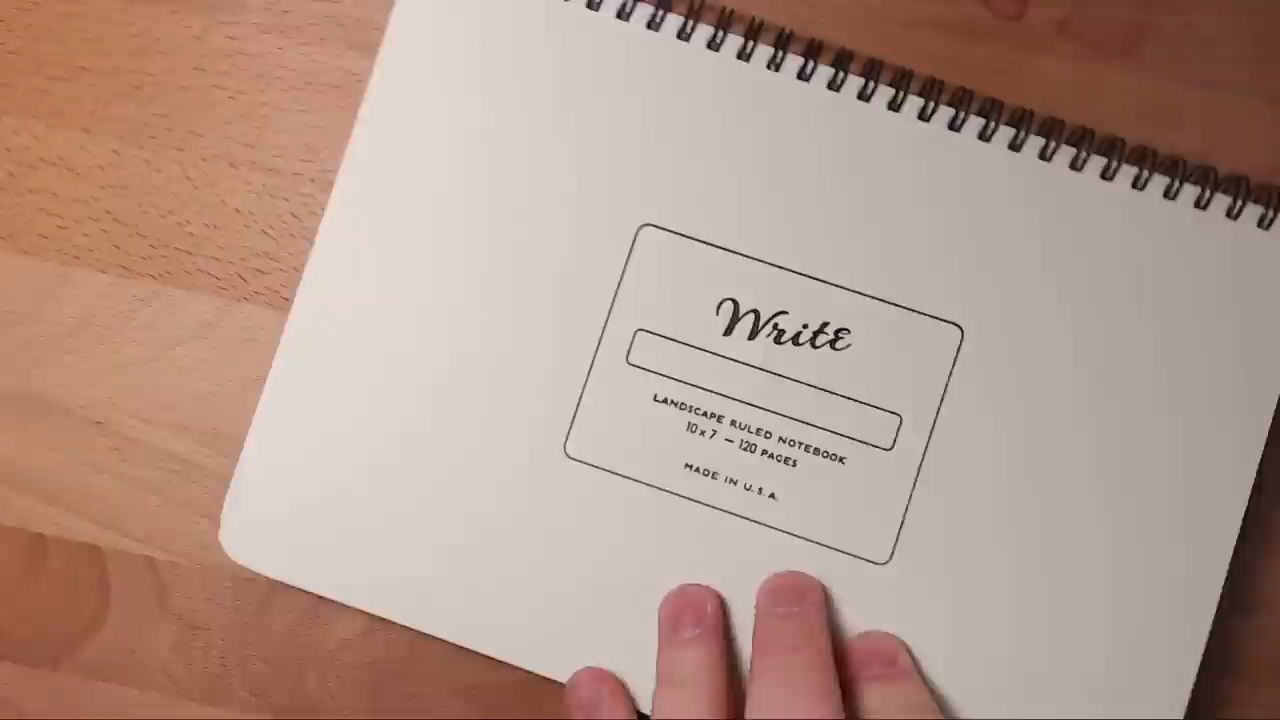 Write
LANDSCAPE RULED NOTEBOOK
10 x 7 — 120 PAGES
MADE IN U.S.A.